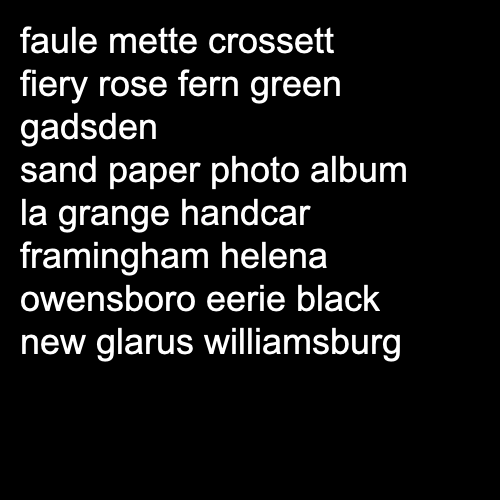 faule mette crossett
fiery rose fern green
gadsden
sand paper photo album
la grange handcar
framingham helena
owensboro eerie black
new glarus williamsburg